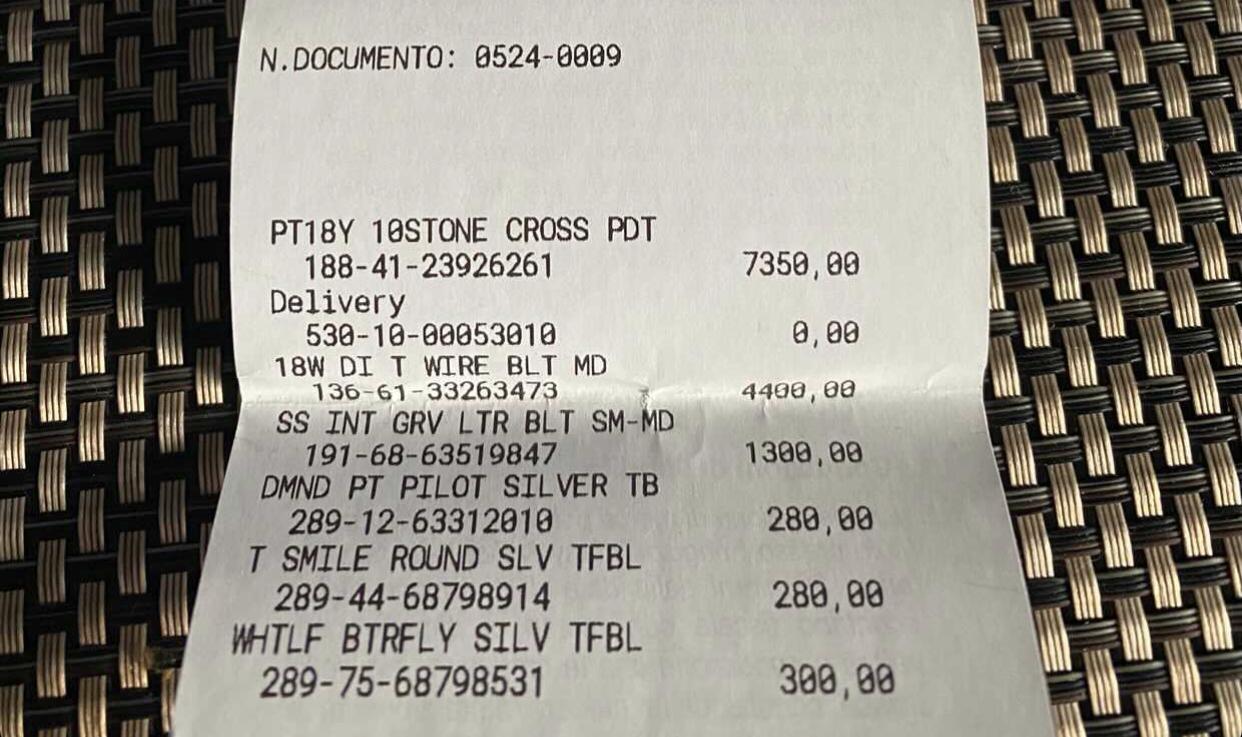 N.DOCUMENTO: 0524-0009
PT18Y 10STONE CROSS PDT
188-41-23926261 7350,00
Delivery
530-10-00053010 0,00
18W DI T WIRE BLT MD
136-61-33263473 4400,00
SS INT GRV LTR BLT SM-MD
191-68-63519847 1300,00
DMND PT PILOT SILVER TB
289-12-63312010 280,00
T SMILE ROUND SLV TFBL
289-44-68798914 280,00
WHTLF BTRFLY SILV TFBL
289-75-68798531 300,00